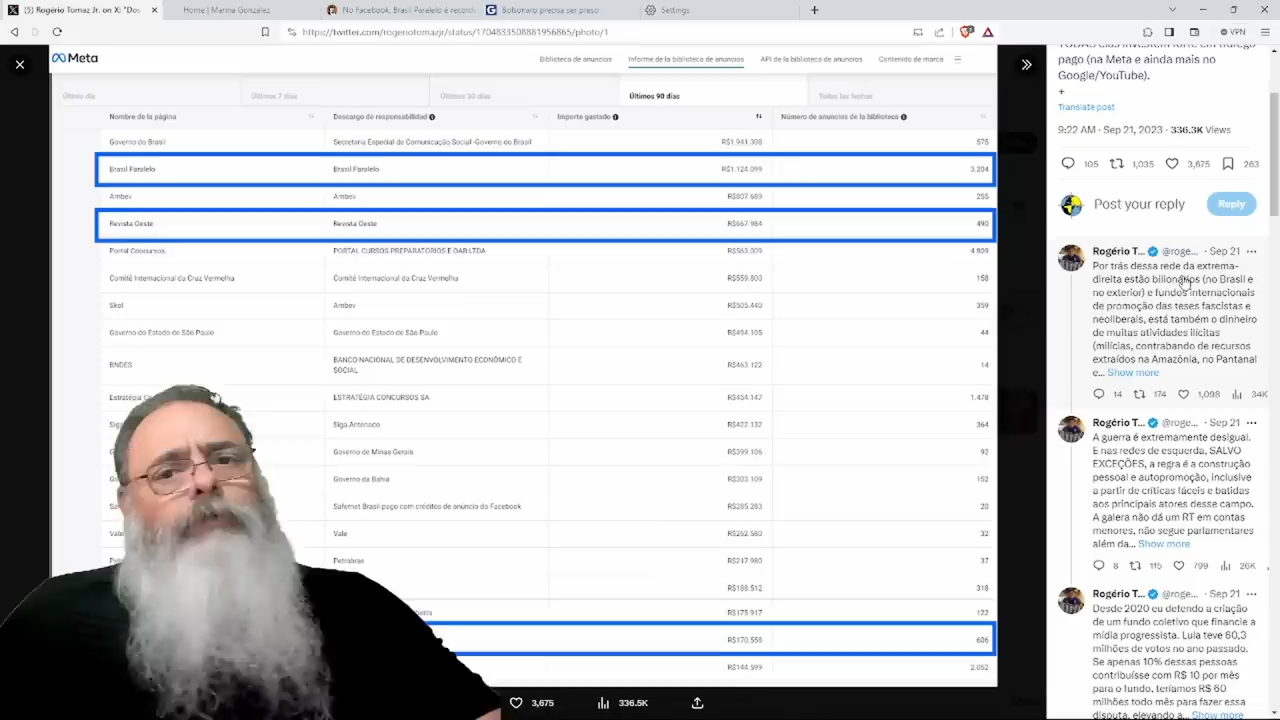 Rogério Tomaz Jr. on X: "Dos
Home | Marina Gonzalez
No Facebook, Brasil Paralelo é record
Bolsonaro precisa ser preso
Settings
https://twitter.com/rogeriotomazjr/status/1704833508881956865/photo/1
VPN
Meta
Biblioteca de anuncios
Informe de la biblioteca de anuncios
API de la biblioteca de anuncios
Contenido de marca
Último día
Últimos 7 días
Últimos 30 días
Últimos 90 días
Todas las fechas
Nombre de la página
Descargo de responsabilidad
Importe gastado
Número de anuncios de la biblioteca
Governo do Brasil
Secretaria Especial de Comunicação Social -Governo do Brasil
R$1.941.308
575
Brasil Paralelo
Brasil Paralelo
R$1.124.099
3.204
Ambev
Ambev
R$807.689
255
Revista Oeste
Revista Oeste
R$667.984
490
Portal Concursos
PORTAL CURSOS PREPARATORIOS E OAB LTDA
R$563.009
4.809
Comitê Internacional da Cruz Vermelha
Comitê Internacional da Cruz Vermelha
R$559.800
158
Skol
Ambev
R$505.440
359
Governo do Estado de São Paulo
Governo do Estado de São Paulo
R$494.105
44
BNDES
BANCO NACIONAL DE DESENVOLVIMENTO ECONÔMICO E
SOCIAL
R$463.122
14
Estratégia
ESTRATÉGIA CONCURSOS SA
R$454.147
1.478
Siga Antenado
R$422.132
364
Governo de Minas Gerais
R$399.106
92
Governo da Bahia
R$303.109
152
Safernet Brasil pago com créditos de anúncio do Facebook
R$285.283
20
Vale
Vale
R$262.580
32
Petrobras
R$217.980
37
R$188.512
318
R$175.917
122
R$170.558
606
R$144.599
2.052
3,675
336.5K
pago (na Meta e ainda mais no
Google/YouTube).
+
Translate post
9:22 AM · Sep 21, 2023 · 336.3K Views
105
1,035
3,675
263
Post your reply
Reply
Rogério T... @roge... · Sep 21
Por trás dessa rede da extrema-
direita estão bilionários (no Brasil e
no exterior) e fundos internacionais
de promoção das teses fascistas e
neoliberais, está também o dinheiro
de muitas atividades ilícitas
(milícias, contrabando de recursos
extraídos na Amazônia, no Pantanal
e... Show more
14
174
1,098
34K
Rogério T... @roge... · Sep 21
A guerra é extremamente desigual.
E nas redes de esquerda, SALVO
EXCEÇÕES, a regra é a construção
pessoal e autopromoção, inclusive
a partir de críticas fáceis e batidas
aos principais atores desse campo.
A galera não dá um RT em contas
menores, não segue parlamentares
além da... Show more
8
115
799
26K
Rogério T... @roge... · Sep 21
Desde 2020 eu defendo a criação
de um fundo coletivo que financie a
mídia progressista. Lula teve 60,3
milhões de votos no ano passado.
Se apenas 10% dessas pessoas
contribuísse com R$ 10 por mês
para o fundo, teríamos R$ 60
milhões todo mês para fazer essa
disputa, elevando a... Show more